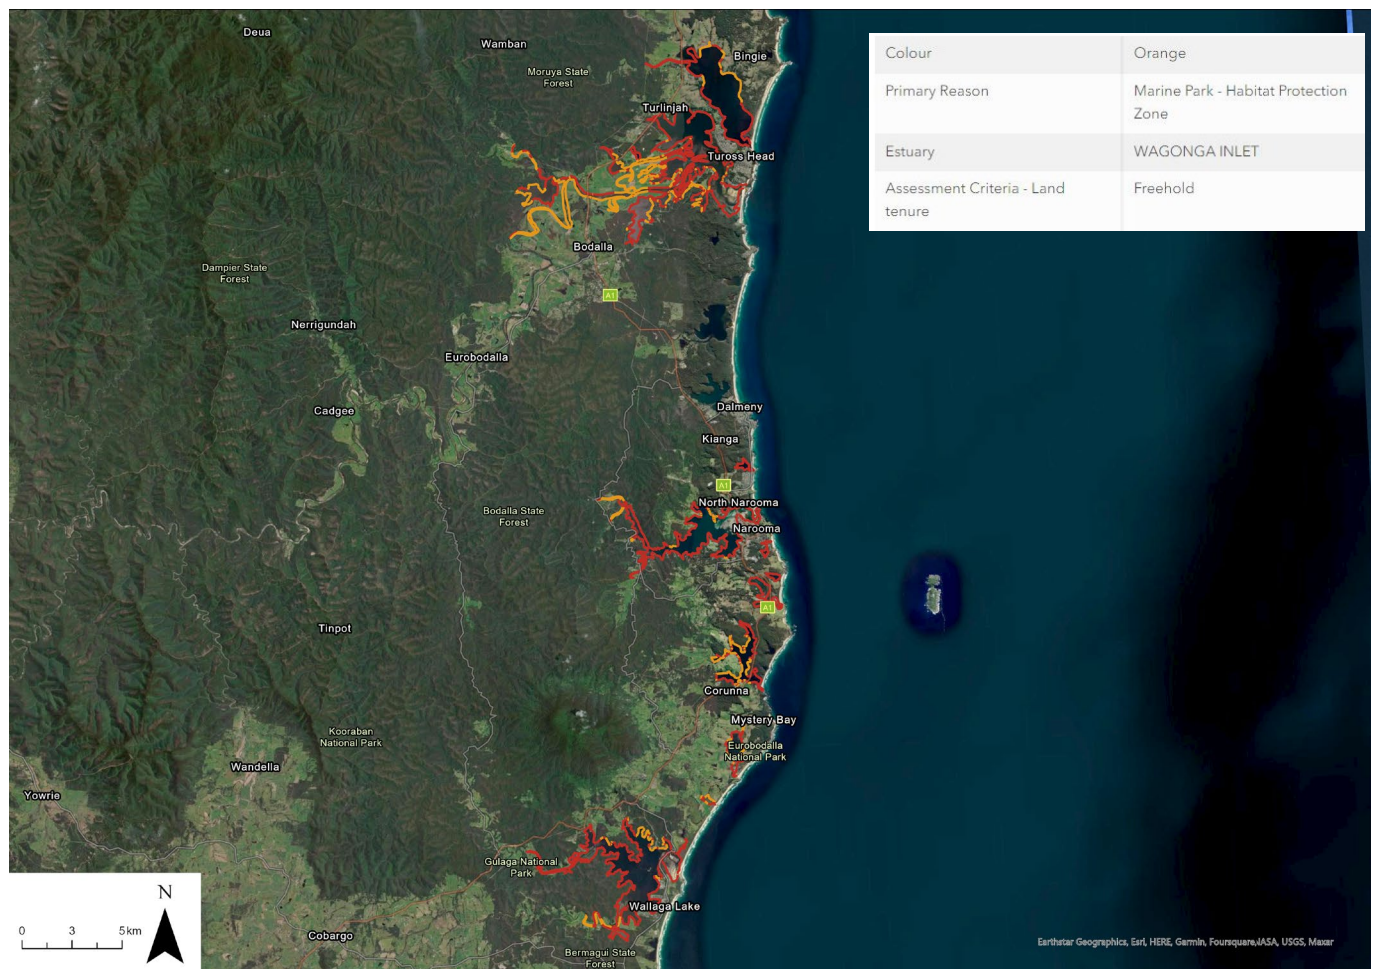 Deua
Wamban
Bingie
Moruya State
Forest
Turlinjah
Tuross Head
Bodalla
Dampier State
Forest
A1
Nerrigundah
Eurobodalla
Cadgee
Dalmeny
Kianga
A1
North Narooma
Bodalla State
Forest
Narooma
A1
Tinpot
Corunna
Mystery Bay
Kooraban
National Park
Eurobodalla
National Park
Wandella
Yowrie
Gulaga National
Park
Wallaga Lake
Cobargo
Bermagui State
Forest
Colour Orange
Primary Reason Marine Park - Habitat Protection
Zone
Estuary WAGONGA INLET
Assessment Criteria - Land Freehold
tenure
N
0 3 5 km
Earthstar Geographics, Esri, HERE, Garmin, Foursquare,IASA, USGS, Maxar